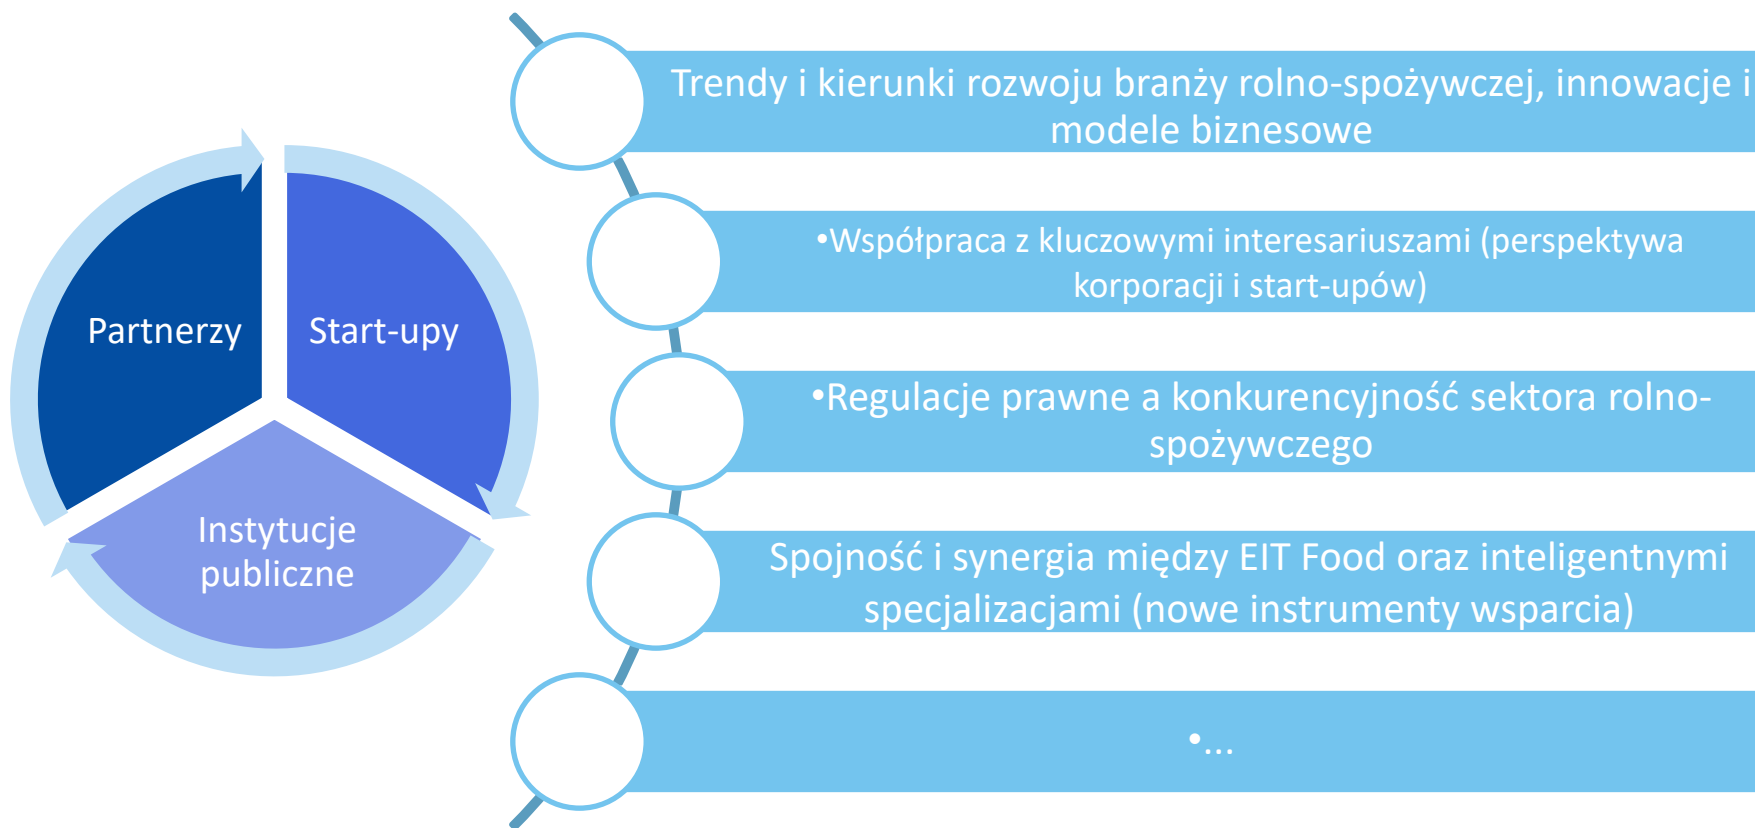 Partnerzy
Start-upy
Instytucje
publiczne
Trendy i kierunki rozwoju branży rolno-spożywczej, innowacje i
modele biznesowe
•Współpraca z kluczowymi interesariuszami (perspektywa
korporacji i start-upów)
•Regulacje prawne a konkurencyjność sektora rolno-
spożywczego
Spojność i synergia między EIT Food oraz inteligentnymi
specjalizacjami (nowe instrumenty wsparcia)
•...